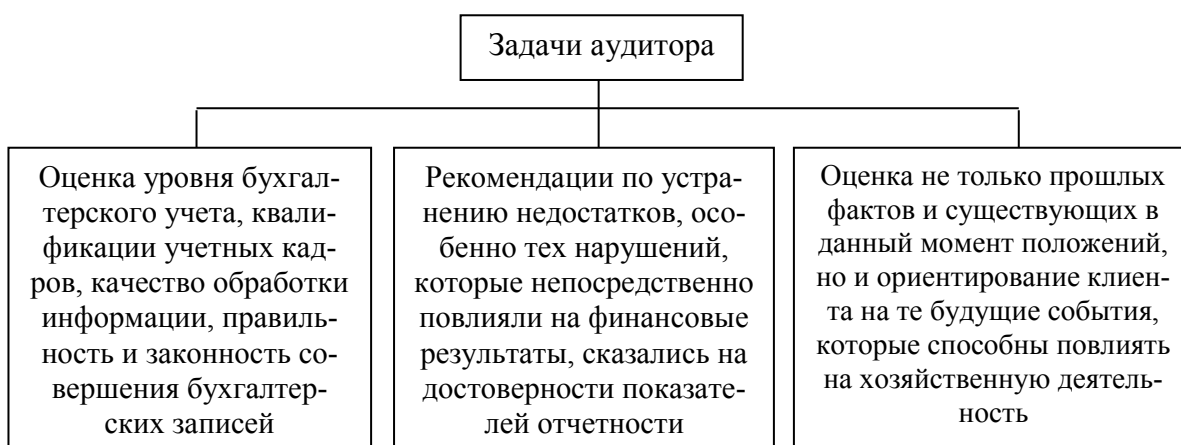 Задачи аудитора
Оценка уровня бухгал-
терского учета, квали-
фикации учетных кад-
ров, качество обработки
информации, правиль-
ность и законность со-
вершения бухгалтер-
ских записей
Рекомендации по устра-
нению недостатков, осо-
бенно тех нарушений,
которые непосредственно
повлияли на финансовые
результаты, сказались на
достоверности показате-
лей отчетности
Оценка не только прошлых
фактов и существующих в
данный момент положений,
но и ориентирование клиен-
та на те будущие события,
которые способны повлиять
на хозяйственную деятель-
ность